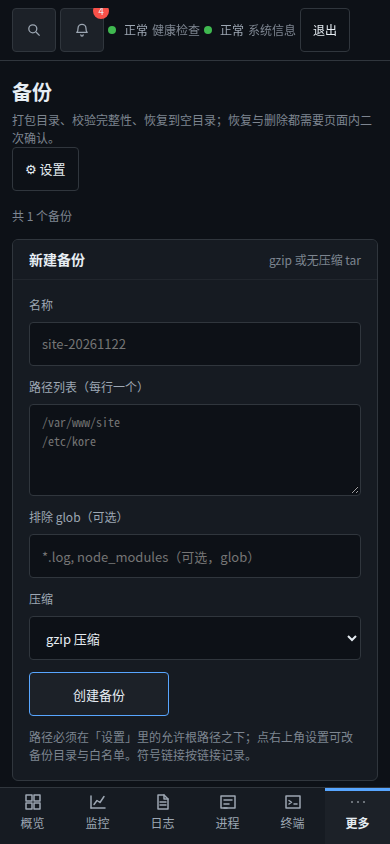 4
正常 健康检查 正常 系统信息 退出
备份
打包目录、校验完整性、恢复到空目录；恢复与删除都需要页面内二
次确认。
⚙ 设置
共 1 个备份
新建备份 gzip 或无压缩 tar
名称
site-20261122
路径列表（每行一个）
/var/www/site
/etc/kore
排除 glob（可选）
*.log, node_modules（可选，glob）
压缩
gzip 压缩
创建备份
路径必须在「设置」里的允许根路径之下；点右上角设置可改
备份目录与白名单。符号链接按链接记录。
概览 监控 日志 进程 终端 更多